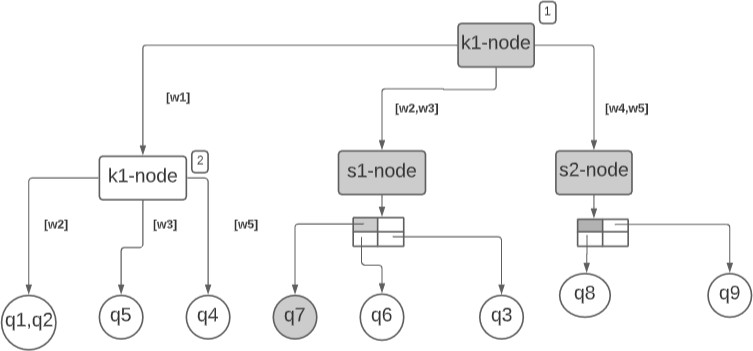 1
k1-node
[w1]
[w2,w3]
[w4,w5]
2
k1-node
s1-node
s2-node
[w2]
[w3]
[w5]
q1,q2
q5
q4
q7
q6
q3
q8
q9